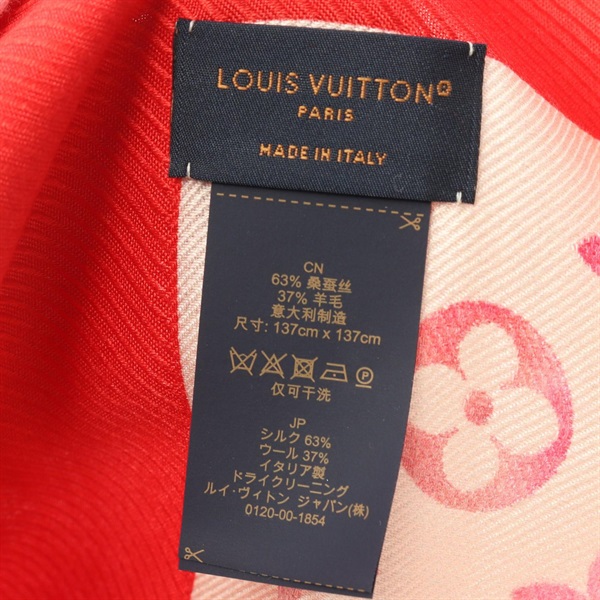 LOUIS VUITTON®
PARIS
MADE IN ITALY
CN
63% 桑蚕丝
37% 羊毛
意大利制造
尺寸: 137cm x 137cm
仅可干洗
JP
シルク 63%
ウール 37%
イタリア製
ドライクリーニング
ルイ・ヴィトン ジャパン(株)
0120-00-1854